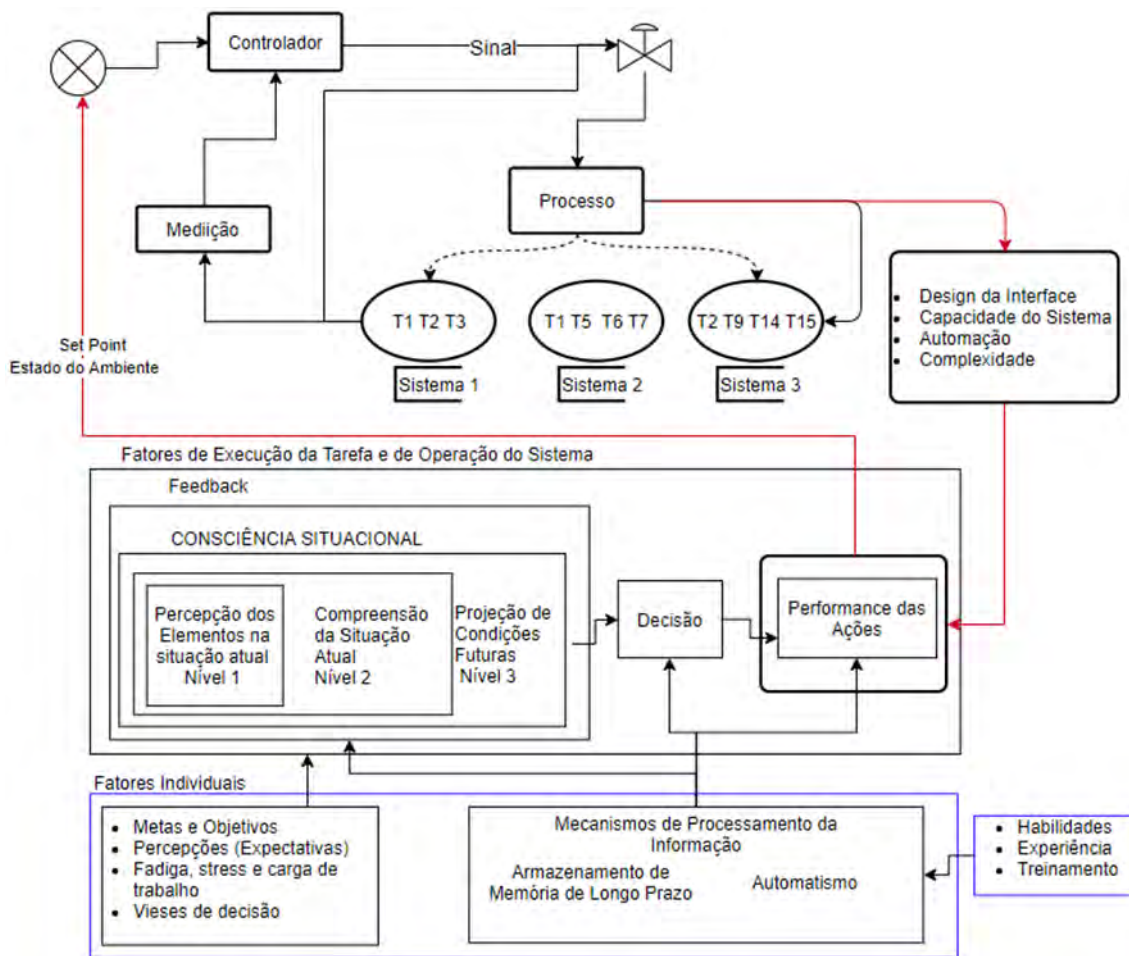 Controlador
Sinal
Processo
Mediição
T1 T2 T3
T1 T5 T6 T7
T2 T9 T14 T15
Sistema 1
Sistema 2
Sistema 3
• Design da Interface
• Capacidade do Sistema
• Automação
• Complexidade
Set Point
Estado do Ambiente
Fatores de Execução da Tarefa e de Operação do Sistema
Feedback
CONSCIÊNCIA SITUACIONAL
Percepção dos
Elementos na
situação atual
Nível 1
Compreensão
da Situação
Atual
Nível 2
Projeção de
Condições
Futuras
Nível 3
Decisão
Performance das
Ações
Fatores Individuais
• Metas e Objetivos
• Percepções (Expectativas)
• Fadiga, stress e carga de
trabalho
• Vieses de decisão
Mecanismos de Processamento da
Informação
Armazenamento de
Memória de Longo Prazo
Automatismo
• Habilidades
• Experiência
• Treinamento